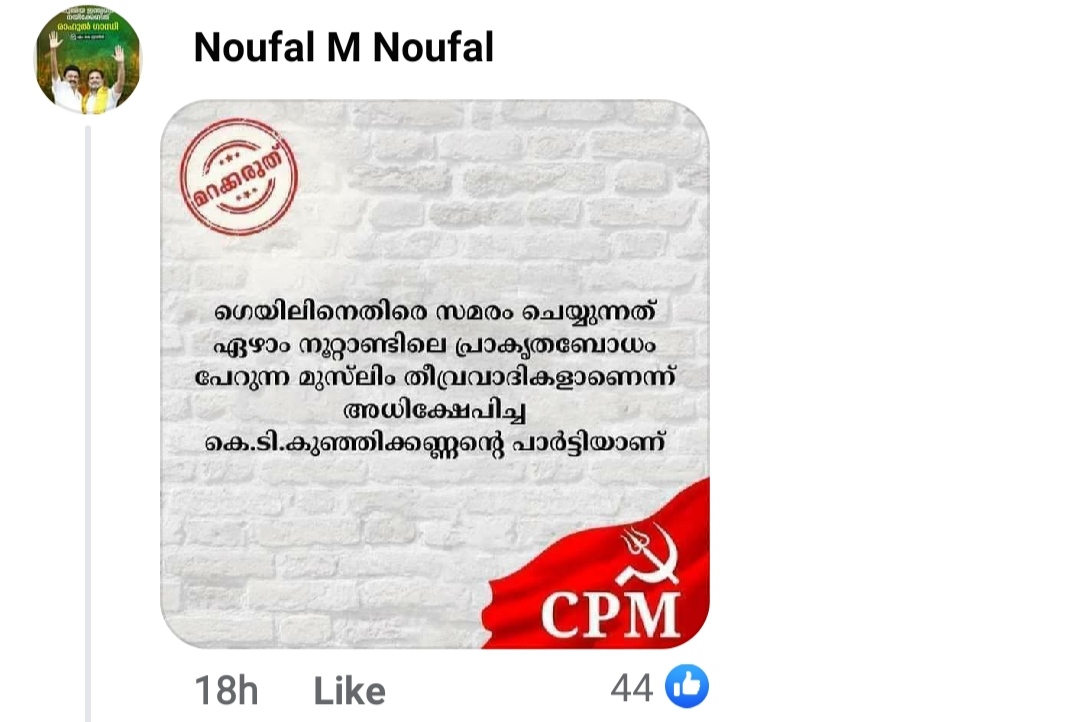 രാഹുൽ ഗാന്ധി
Noufal M Noufal
മറക്കരുത്
ഗെയിലിനെതിരെ സമരം ചെയ്യുന്നത്
ഏഴാം നൂറ്റാണ്ടിലെ പ്രാകൃതബോധം
പേറുന്ന മുസ്‌ലിം തീവ്രവാദികളാണെന്ന്
അധിക്ഷേപിച്ച
കെ.ടി.കുഞ്ഞിക്കണ്ണന്റെ പാർട്ടിയാണ്
CPM
18h Like 44